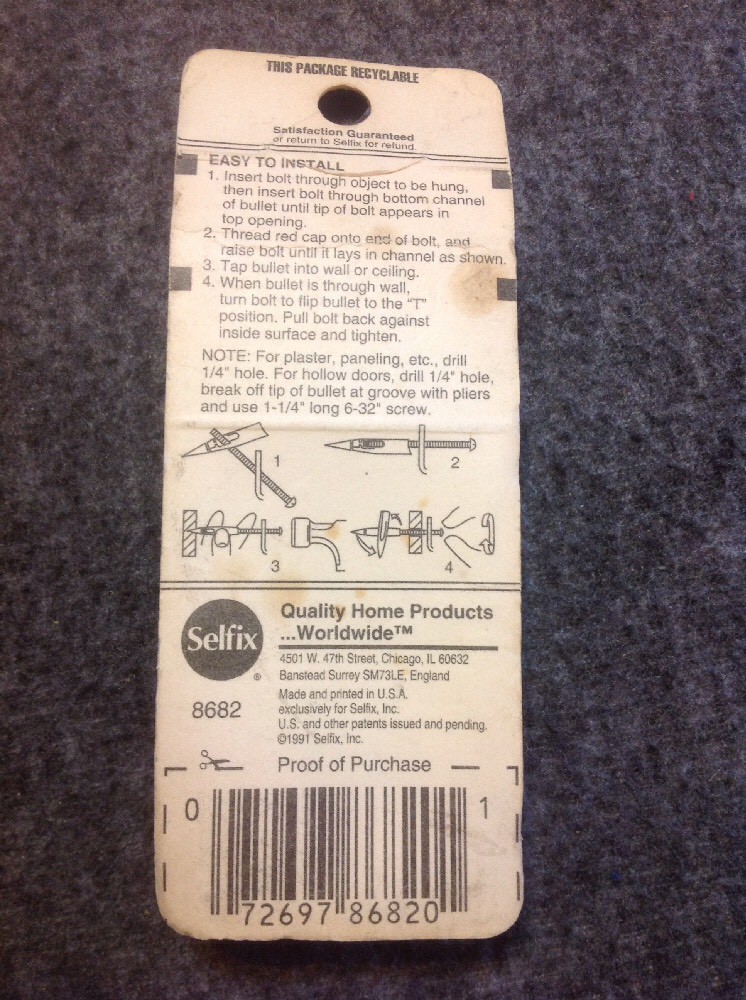 THIS PACKAGE RECYCLABLE
Satisfaction Guaranteed
or return to Selfix for refund.
EASY TO INSTALL
1. Insert bolt through object to be hung,
then insert bolt through bottom channel
of bullet until tip of bolt appears in
top opening.
2. Thread red cap onto end of bolt, and
raise bolt until it lays in channel as shown.
3. Tap bullet into wall or ceiling.
4. When bullet is through wall,
turn bolt to flip bullet to the "T"
position. Pull bolt back against
inside surface and tighten.
NOTE: For plaster, paneling, etc., drill
1/4" hole. For hollow doors, drill 1/4" hole,
break off tip of bullet at groove with pliers
and use 1-1/4" long 6-32" screw.
1
2
3
4
Selfix®
8682
Quality Home Products
...Worldwide™
4501 W. 47th Street, Chicago, IL 60632
Banstead Surrey SM73LE, England
Made and printed in U.S.A.
exclusively for Selfix, Inc.
U.S. and other patents issued and pending.
©1991 Selfix, Inc.
Proof of Purchase
0 72697 86820 1